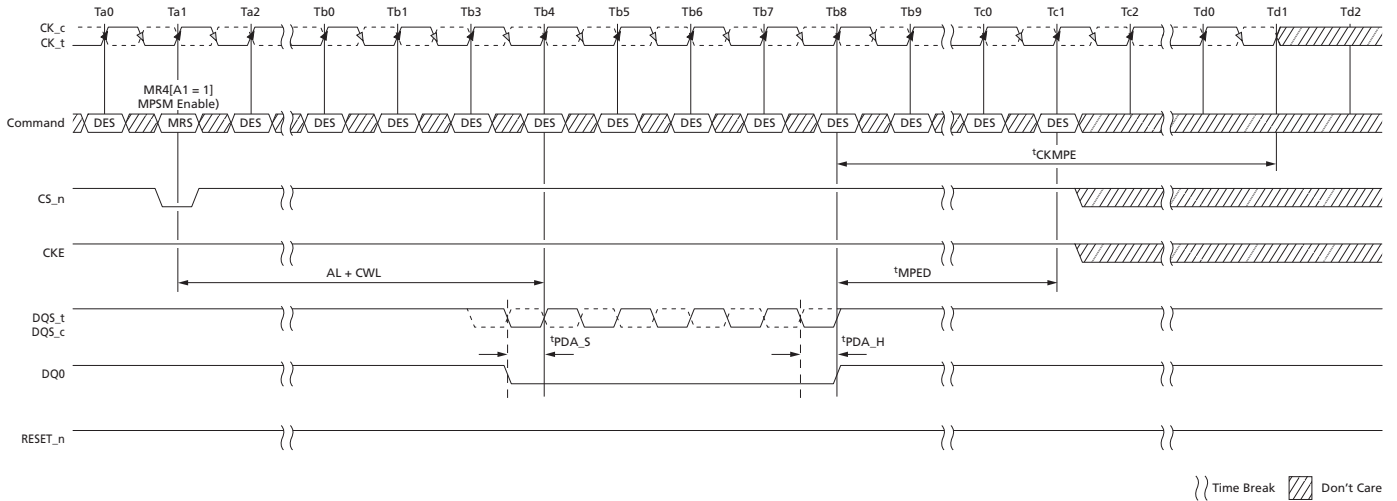 Ta0 Ta1 Ta2 Tb0 Tb1 Tb3 Tb4 Tb5 Tb6 Tb7 Tb8 Tb9 Tc0 Tc1 Tc2 Td0 Td1 Td2
CK_c
CK_t
MR4[A1 = 1]
MPSM Enable)
Command DES MRS DES DES DES DES DES DES DES DES DES DES DES DES
tCKMPE
CS_n
CKE
AL + CWL tMPED
DQS_t
DQS_c
tPDA_S tPDA_H
DQ0
RESET_n
Time Break Don't Care